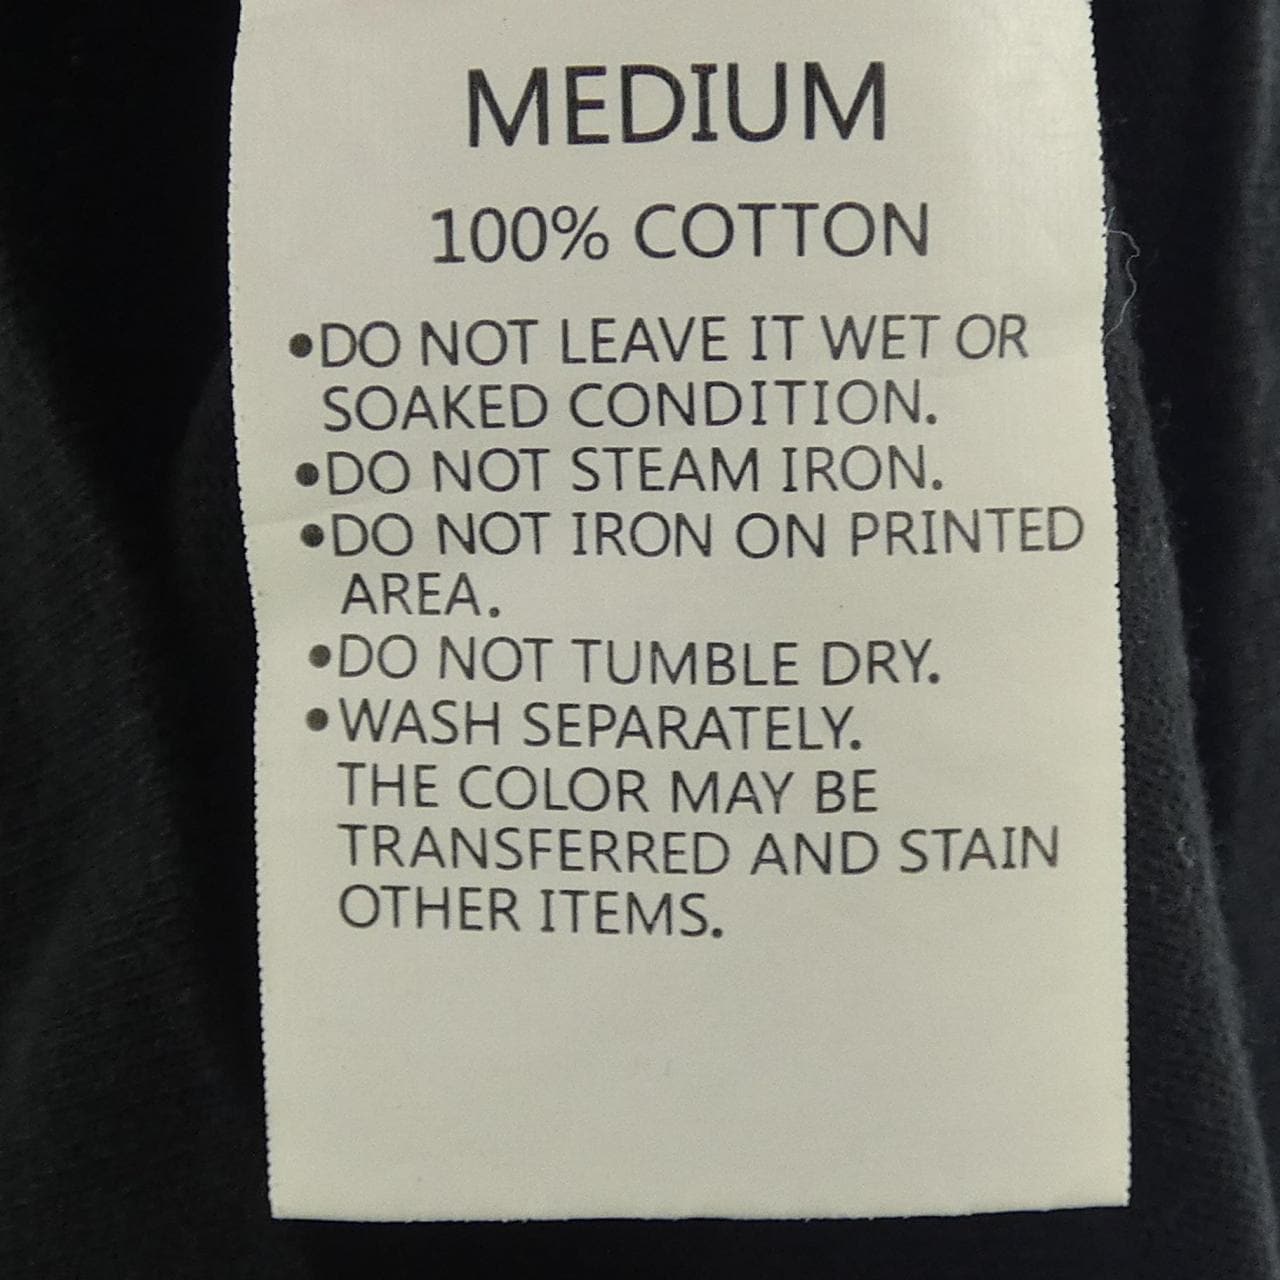 MEDIUM
100% COTTON
•DO NOT LEAVE IT WET OR
SOAKED CONDITION.
•DO NOT STEAM IRON.
•DO NOT IRON ON PRINTED
AREA.
•DO NOT TUMBLE DRY.
•WASH SEPARATELY.
THE COLOR MAY BE
TRANSFERRED AND STAIN
OTHER ITEMS.